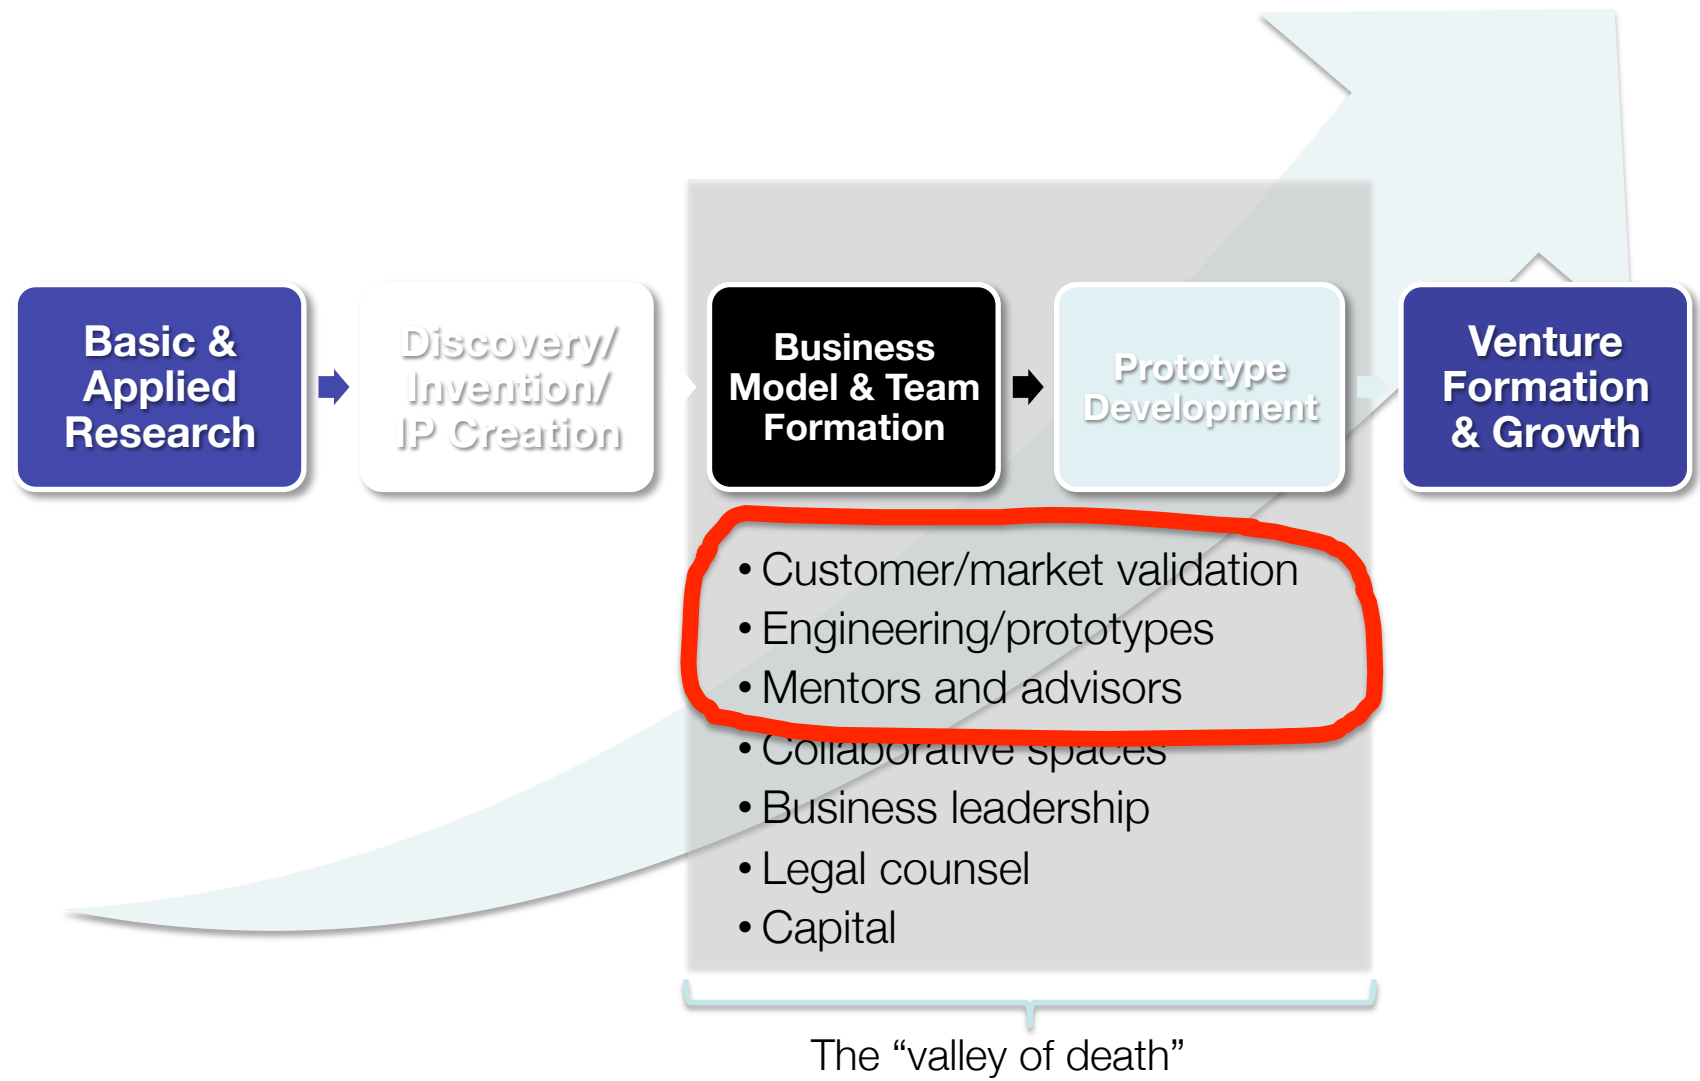 Basic &
Applied
Research
Discovery/
Invention/
IP Creation
Business
Model & Team
Formation
Prototype
Development
Venture
Formation
& Growth
• Customer/market validation
• Engineering/prototypes
• Mentors and advisors
• Collaborative spaces
• Business leadership
• Legal counsel
• Capital
The “valley of death”